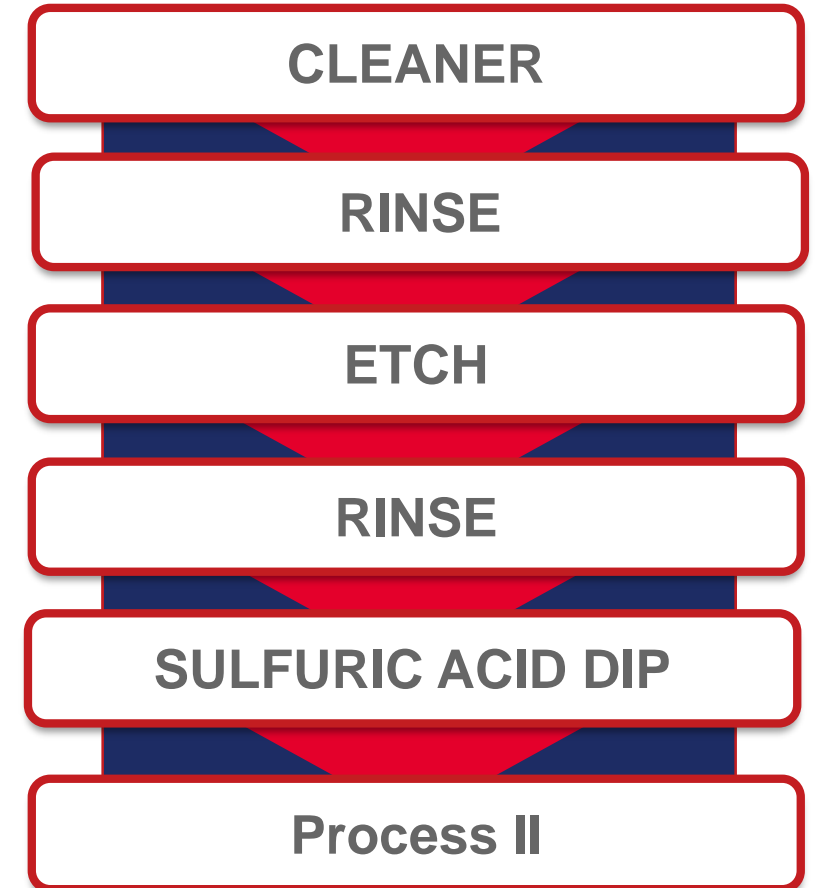 CLEANER
RINSE
ETCH
RINSE
SULFURIC ACID DIP
Process II